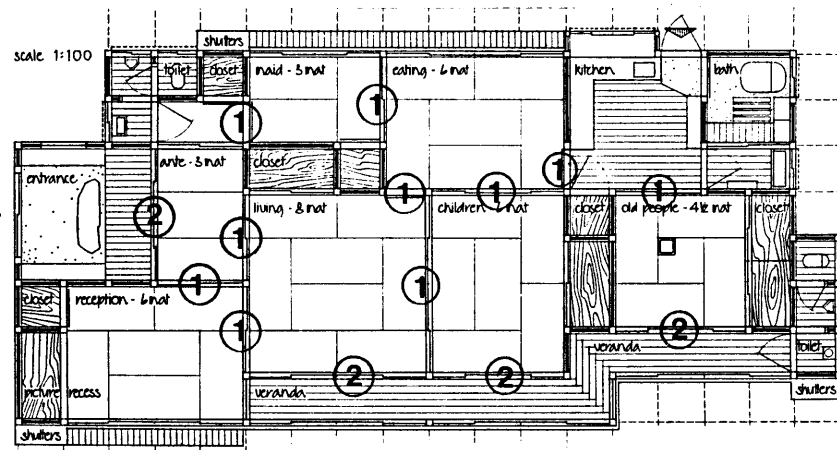 shutters
scale 1:100
toilet
closet
maid - 3 mat
eating - 6 mat
kitchen
bath
1
1
ante - 3 mat
closet
1
entrance
1
1
1
2
living - 8 mat
children - 6 mat
closet
old people - 4½ mat
closet
1
1
1
closet
reception - 6 mat
1
2
veranda
toilet
2
2
picture recess
veranda
shutters
shutters